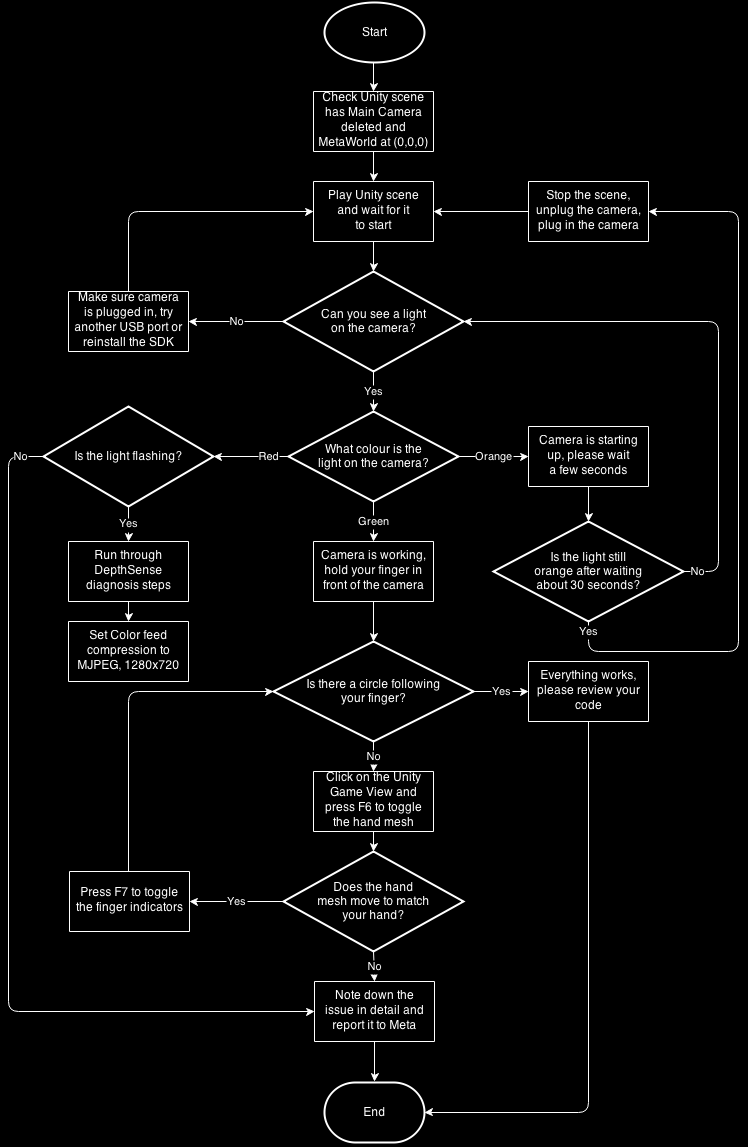 Start
Check Unity scene
has Main Camera
deleted and
MetaWorld at (0,0,0)
Play Unity scene
and wait for it
to start
Stop the scene,
unplug the camera,
plug in the camera
Make sure camera
is plugged in, try
another USB port or
reinstall the SDK
No
Can you see a light
on the camera?
Yes
No
Is the light flashing?
Red
What colour is the
light on the camera?
Orange
Camera is starting
up, please wait
a few seconds
Yes
Green
Run through
DepthSense
diagnosis steps
Camera is working,
hold your finger in
front of the camera
Is the light still
orange after waiting
about 30 seconds?
No
Yes
Set Color feed
compression to
MJPEG, 1280x720
Is there a circle following
your finger?
Yes
Everything works,
please review your
code
No
Click on the Unity
Game View and
press F6 to toggle
the hand mesh
Press F7 to toggle
the finger indicators
Yes
Does the hand
mesh move to match
your hand?
No
Note down the
issue in detail and
report it to Meta
End